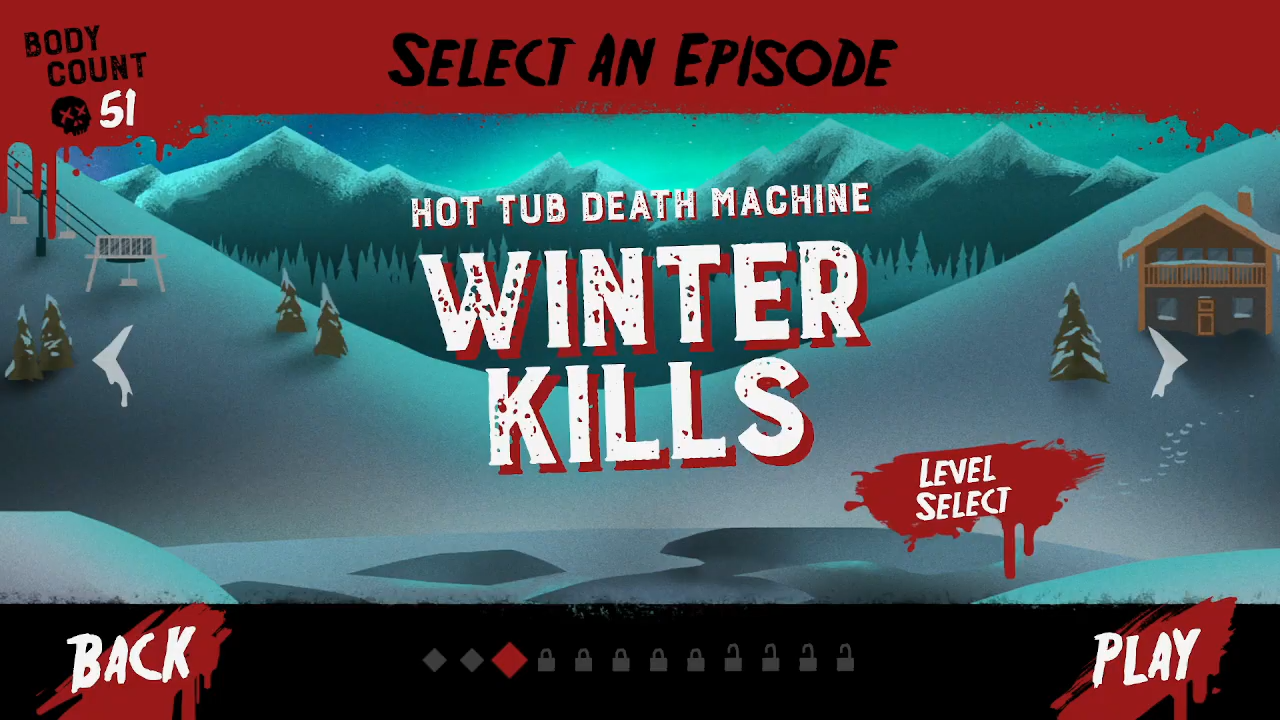 BODY
COUNT
51
SELECT AN EPISODE
HOT TUB DEATH MACHINE
WINTER
KILLS
LEVEL
SELECT
BACK
PLAY